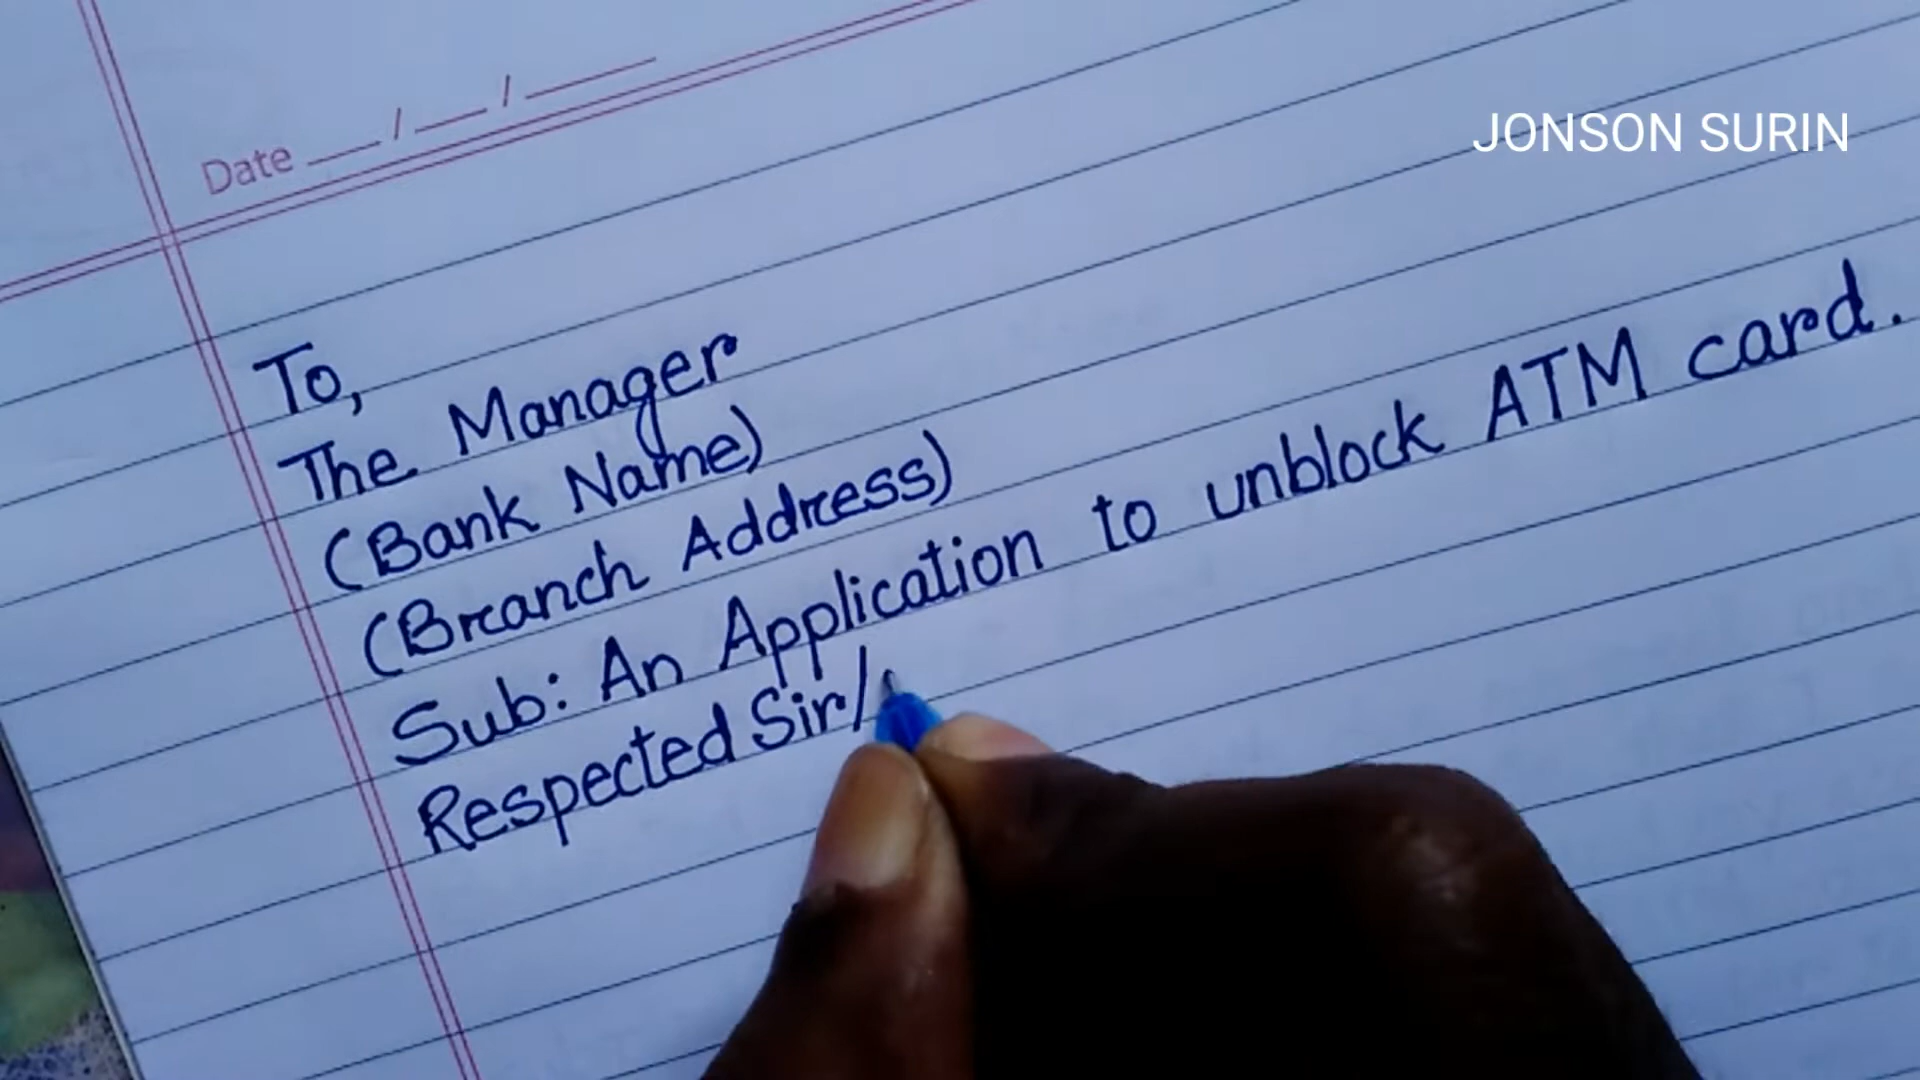 JONSON SURIN
Date __/__/____
To,
The Manager
(Bank Name)
(Branch Address)
Sub: An Application to unblock ATM card.
Respected Sir/